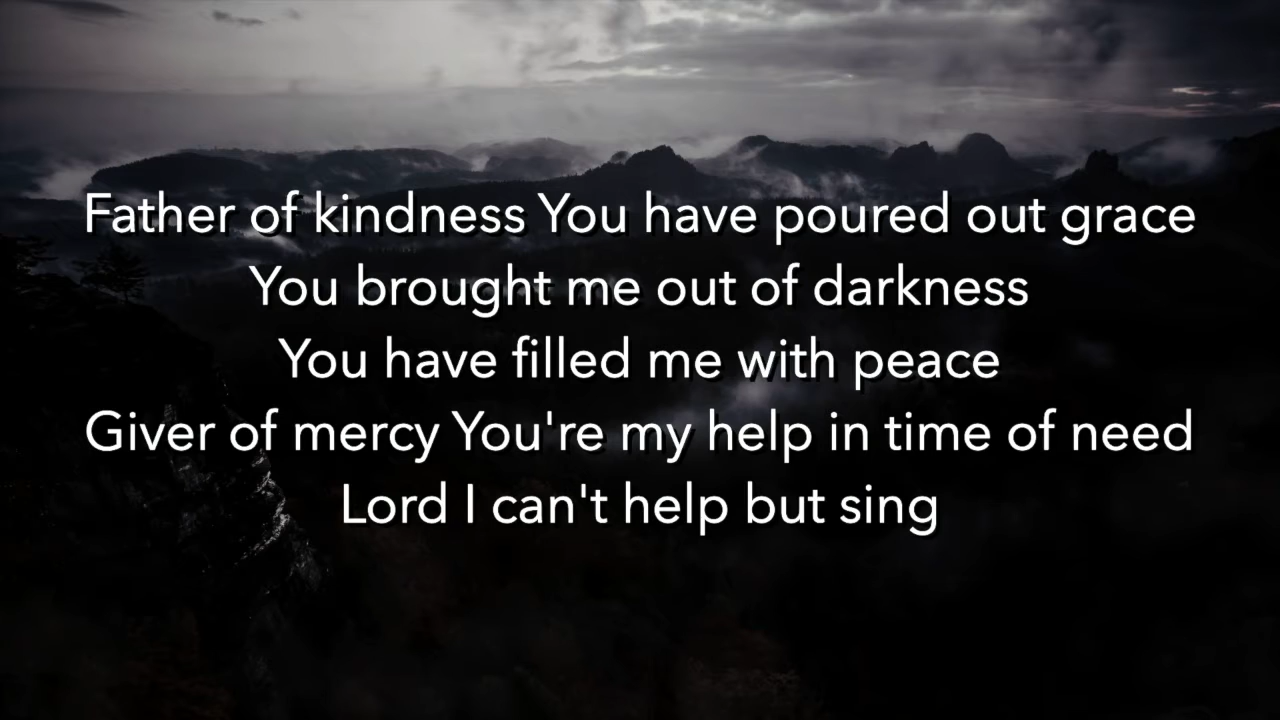 Father of kindness You have poured out grace
You brought me out of darkness
You have filled me with peace
Giver of mercy You're my help in time of need
Lord I can't help but sing